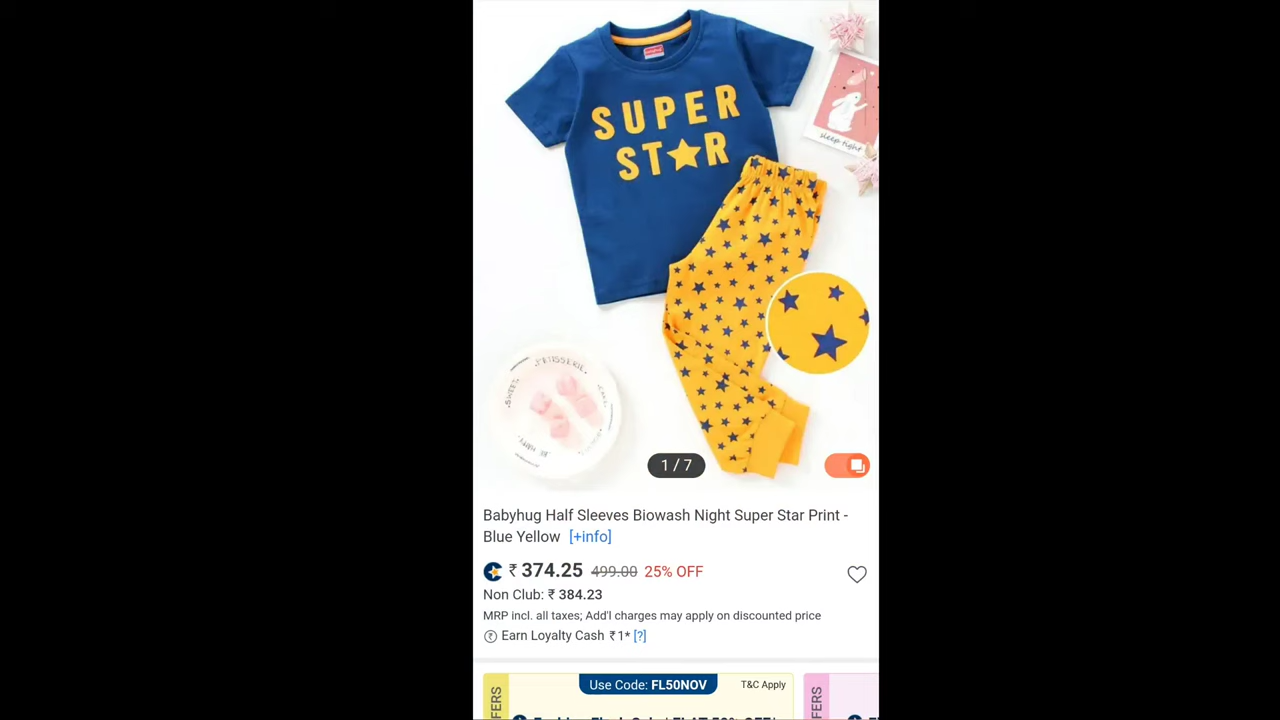 SUPER
STAR
sleep tight
1 / 7
Babyhug Half Sleeves Biowash Night Super Star Print -
Blue Yellow [+info]
₹ 374.25 499.00 25% OFF
Non Club: ₹ 384.23
MRP incl. all taxes; Add'l charges may apply on discounted price
Earn Loyalty Cash ₹1* [?]
Use Code: FL50NOV
T&C Apply